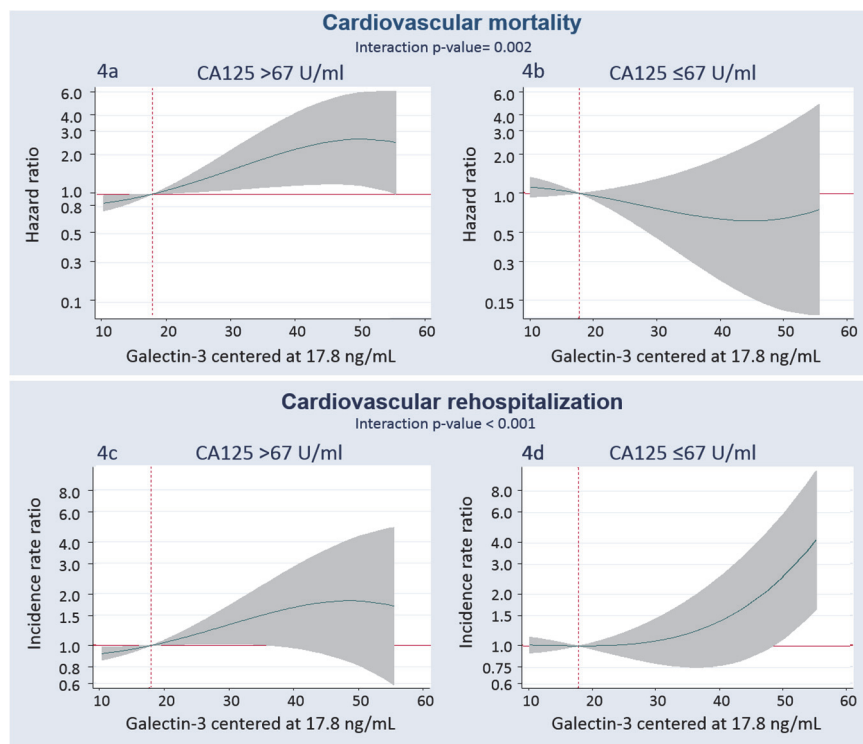 Cardiovascular mortality
Interaction p-value= 0.002
4a CA125 >67 U/ml
4b CA125 ≤67 U/ml
Hazard ratio
6.0
4.0
3.0
2.0
1.0
0.8
0.5
0.3
0.1
10 20 30 40 50 60
Galectin-3 centered at 17.8 ng/mL
Hazard ratio
6.0
4.0
3.0
2.0
1.0
0.5
0.3
0.15
10 20 30 40 50 60
Galectin-3 centered at 17.8 ng/mL
Cardiovascular rehospitalization
Interaction p-value < 0.001
4c CA125 >67 U/ml
4d CA125 ≤67 U/ml
Incidence rate ratio
8.0
6.0
4.0
3.0
2.0
1.5
1.0
0.8
0.6
10 20 30 40 50 60
Galectin-3 centered at 17.8 ng/mL
Incidence rate ratio
8.0
6.0
4.0
3.0
2.0
1.5
1.0
0.75
0.6
10 20 30 40 50 60
Galectin-3 centered at 17.8 ng/mL